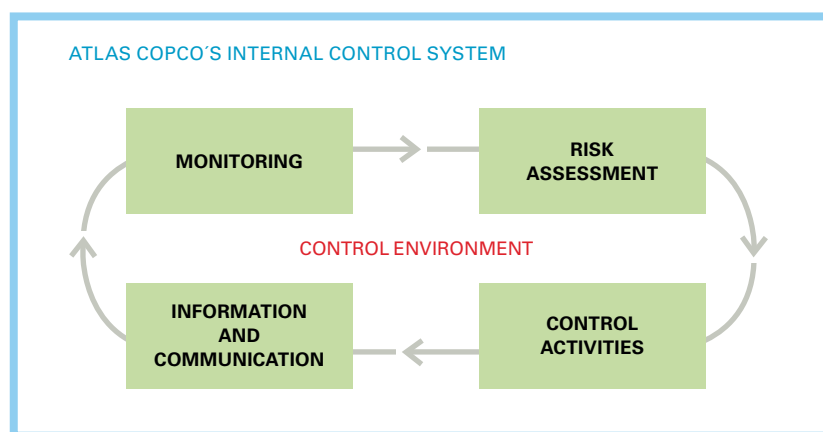 ATLAS COPCO´S INTERNAL CONTROL SYSTEM
MONITORING
RISK
ASSESSMENT
CONTROL ENVIRONMENT
INFORMATION
AND
COMMUNICATION
CONTROL
ACTIVITIES